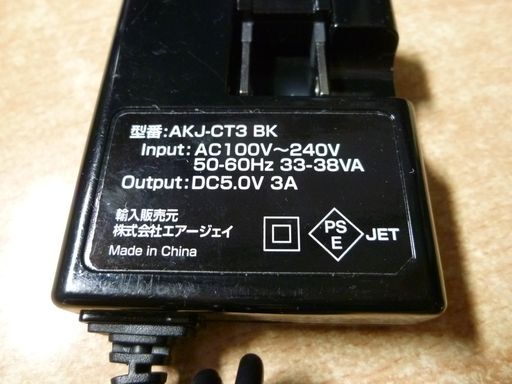 型番:AKJ-CT3 BK
Input: AC100V〜240V
50-60Hz 33-38VA
Output: DC5.0V 3A
輸入販売元
株式会社エアージェイ
Made in China
PS
E
JET